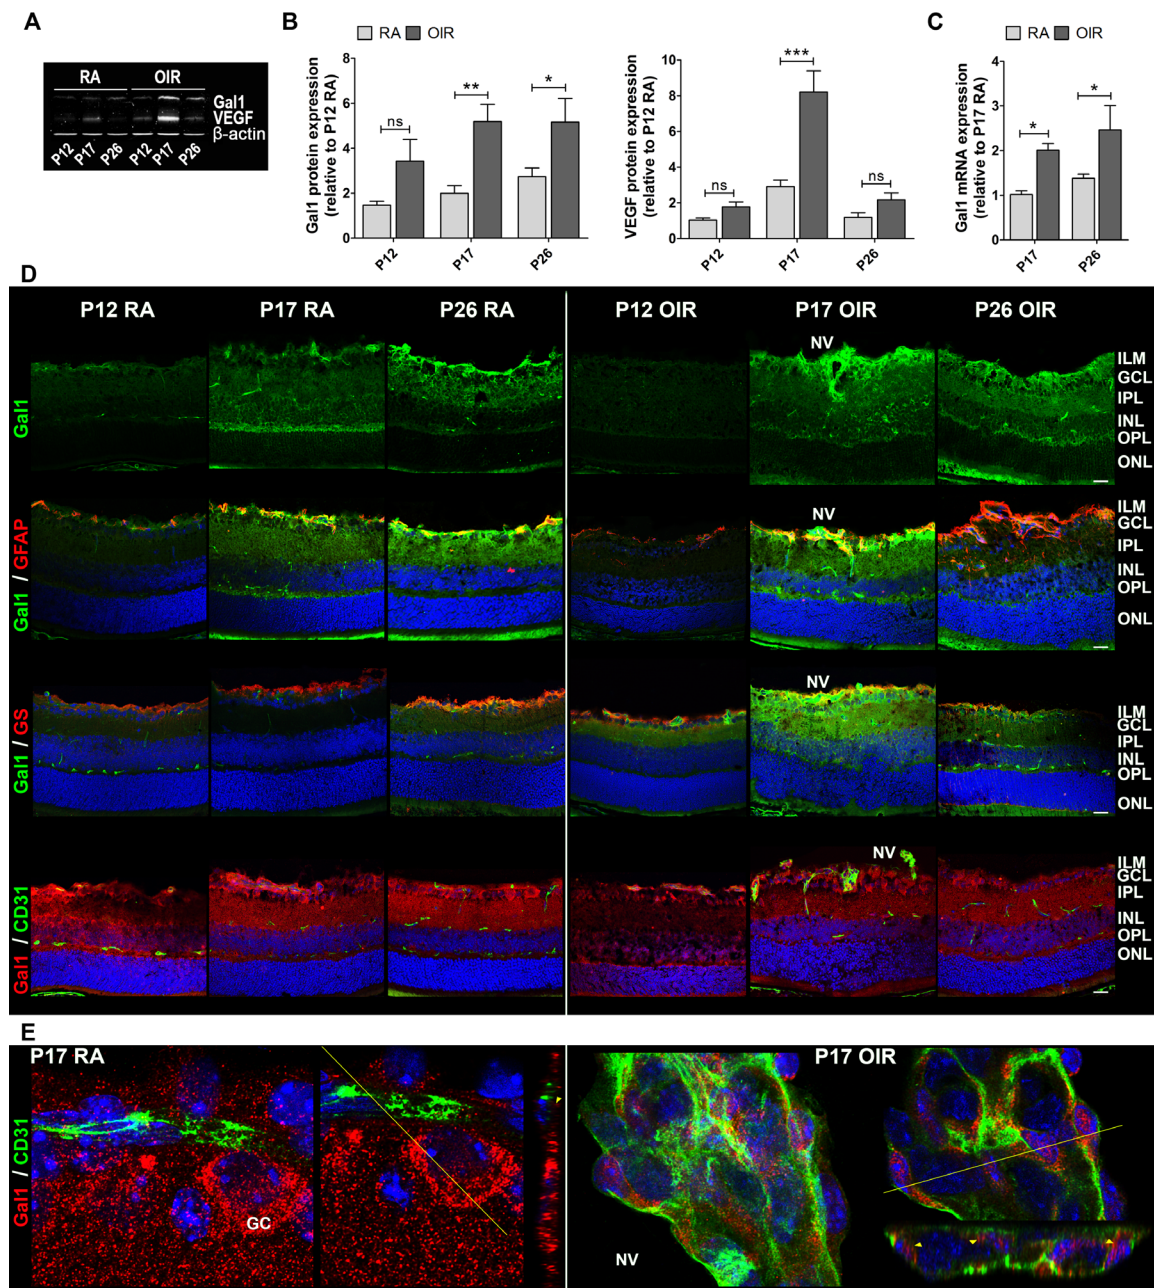 A
RA OIR
Gal1
VEGF
β-actin
P12 P17 P26 P12 P17 P26
B
RA OIR
Gal1 protein expression
(relative to P12 RA)
8
6
4
2
0
ns
**
*
P12 P17 P26
VEGF protein expression
(relative to P12 RA)
10
8
6
4
2
0
ns
***
ns
P12 P17 P26
C
RA OIR
Gal1 mRNA expression
(relative to P17 RA)
4
3
2
1
0
*
*
P17 P26
D
P12 RA P17 RA P26 RA P12 OIR P17 OIR P26 OIR
Gal1
NV
ILM
GCL
IPL
INL
OPL
ONL
Gal1 / GFAP
NV
ILM
GCL
IPL
INL
OPL
ONL
Gal1 / GS
NV
ILM
GCL
IPL
INL
OPL
ONL
Gal1 / CD31
NV
ILM
GCL
IPL
INL
OPL
ONL
E
P17 RA P17 OIR
Gal1 / CD31
GC
NV